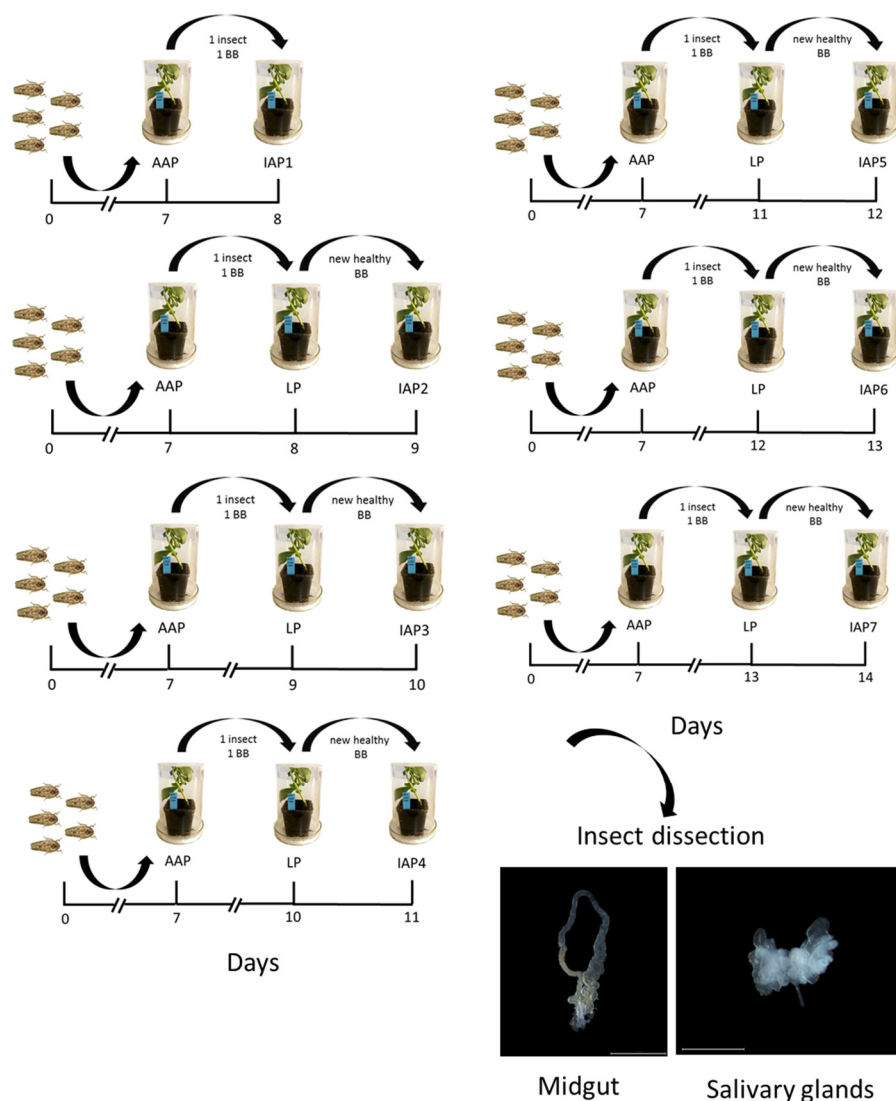 1 insect
1 BB
AAP
IAP1
0
7
8
1 insect
1 BB
new healthy
BB
AAP
LP
IAP2
0
7
8
9
1 insect
1 BB
new healthy
BB
AAP
LP
IAP3
0
7
9
10
1 insect
1 BB
new healthy
BB
AAP
LP
IAP4
0
7
10
11
Days
1 insect
1 BB
new healthy
BB
AAP
LP
IAP5
0
7
11
12
1 insect
1 BB
new healthy
BB
AAP
LP
IAP6
0
7
12
13
1 insect
1 BB
new healthy
BB
AAP
LP
IAP7
0
7
13
14
Days
Insect dissection
Midgut
Salivary glands